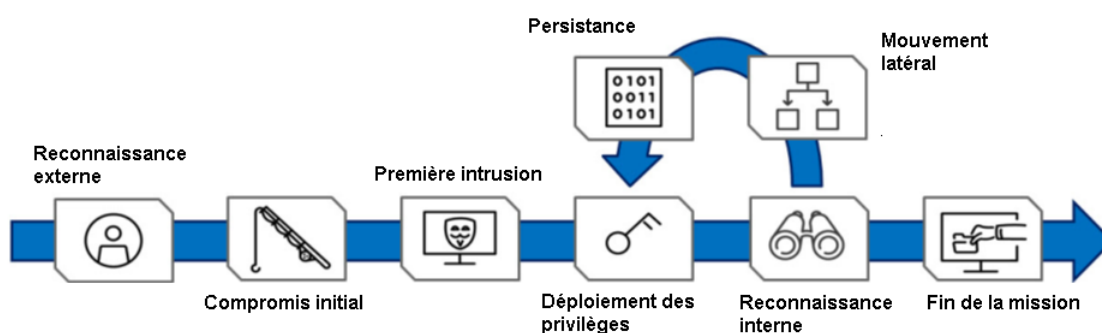 Persistance
Mouvement
latéral
0101
0011
0101
Reconnaissance
externe
Première intrusion
Compromis initial
Déploiement des
privilèges
Reconnaissance
interne
Fin de la mission